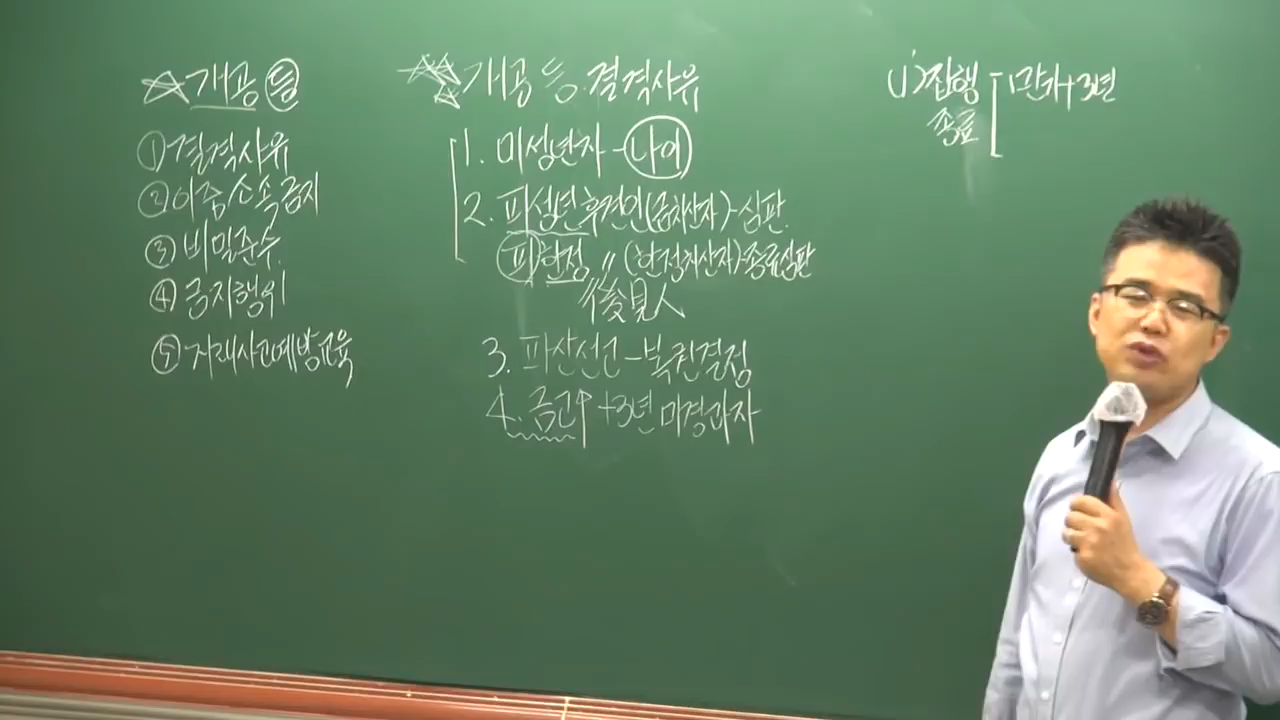 ☆ 개공 등
① 결격사유
② 이중소속금지
③ 비밀준수
④ 금지행위
⑤ 거래사고예방교육
개공 등 결격사유
1. 미성년자 - 나이
2. 피성년후견인(금치산자)-심판
피한정 〃 (한정치산자)-종료심판
後見人
3. 파산선고 - 복권결정
4. 금고↑ +3년 미경과자
(1) 집행 만기+3년
종료